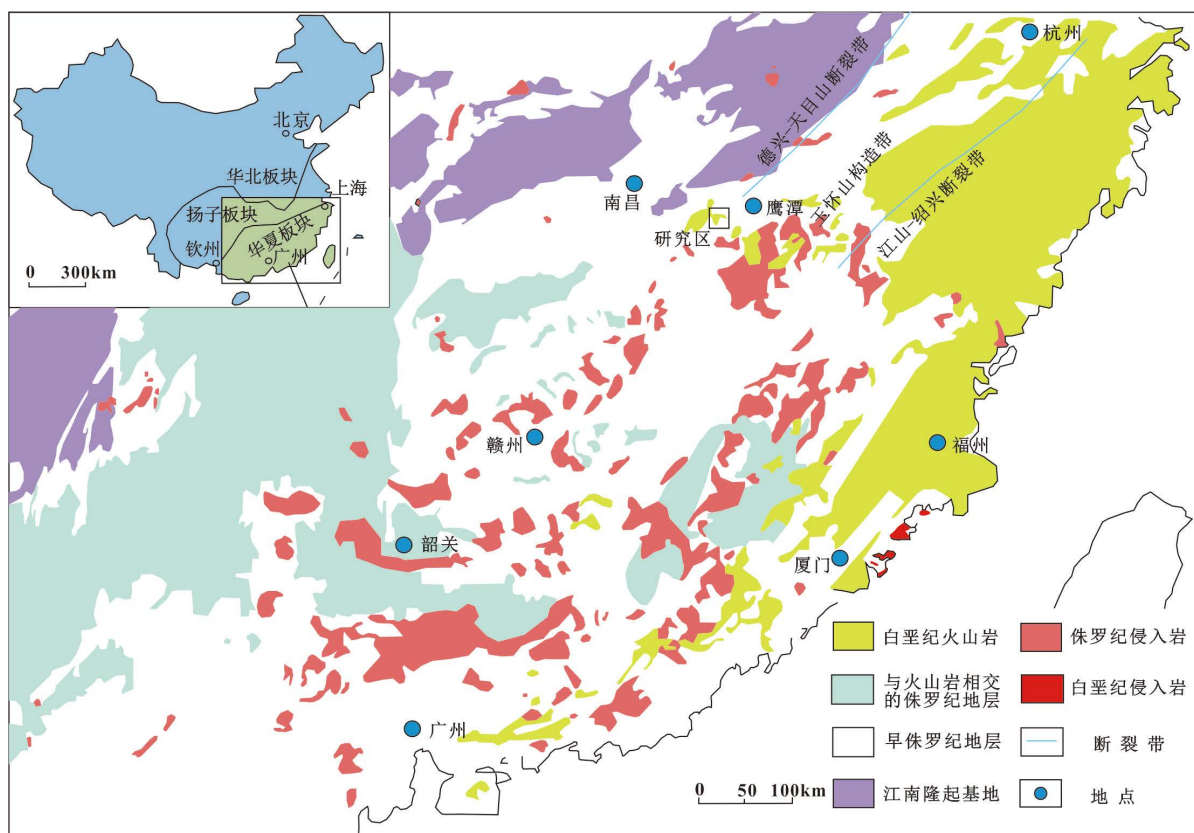 北京
华北板块
上海
扬子板块
华夏板块
钦州
广州
0 300km
杭州
德兴-天目山断裂带
南昌
鹰潭
玉怀山构造带
江山-绍兴断裂带
研究区
赣州
福州
韶关
厦门
广州
白垩纪火山岩
侏罗纪侵入岩
与火山岩相交
的侏罗纪地层
白垩纪侵入岩
早侏罗纪地层
断裂带
江南隆起基地
地点
0 50 100km